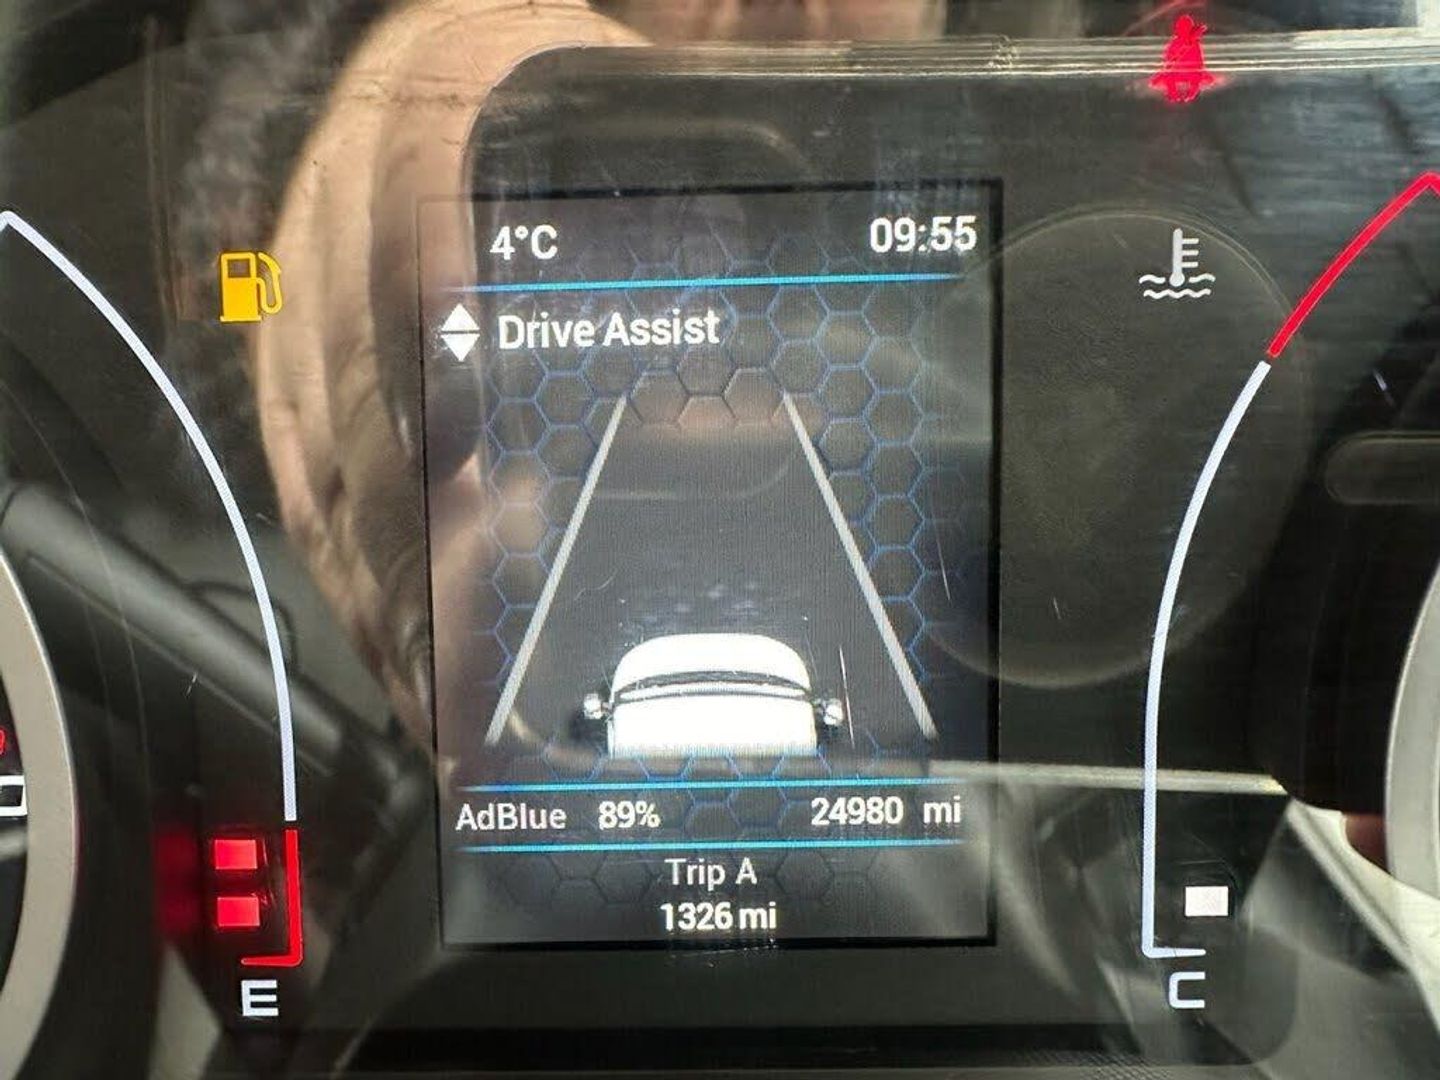 4°C 09:55
Drive Assist
AdBlue 89% 24980 mi
Trip A
1326 mi
E C